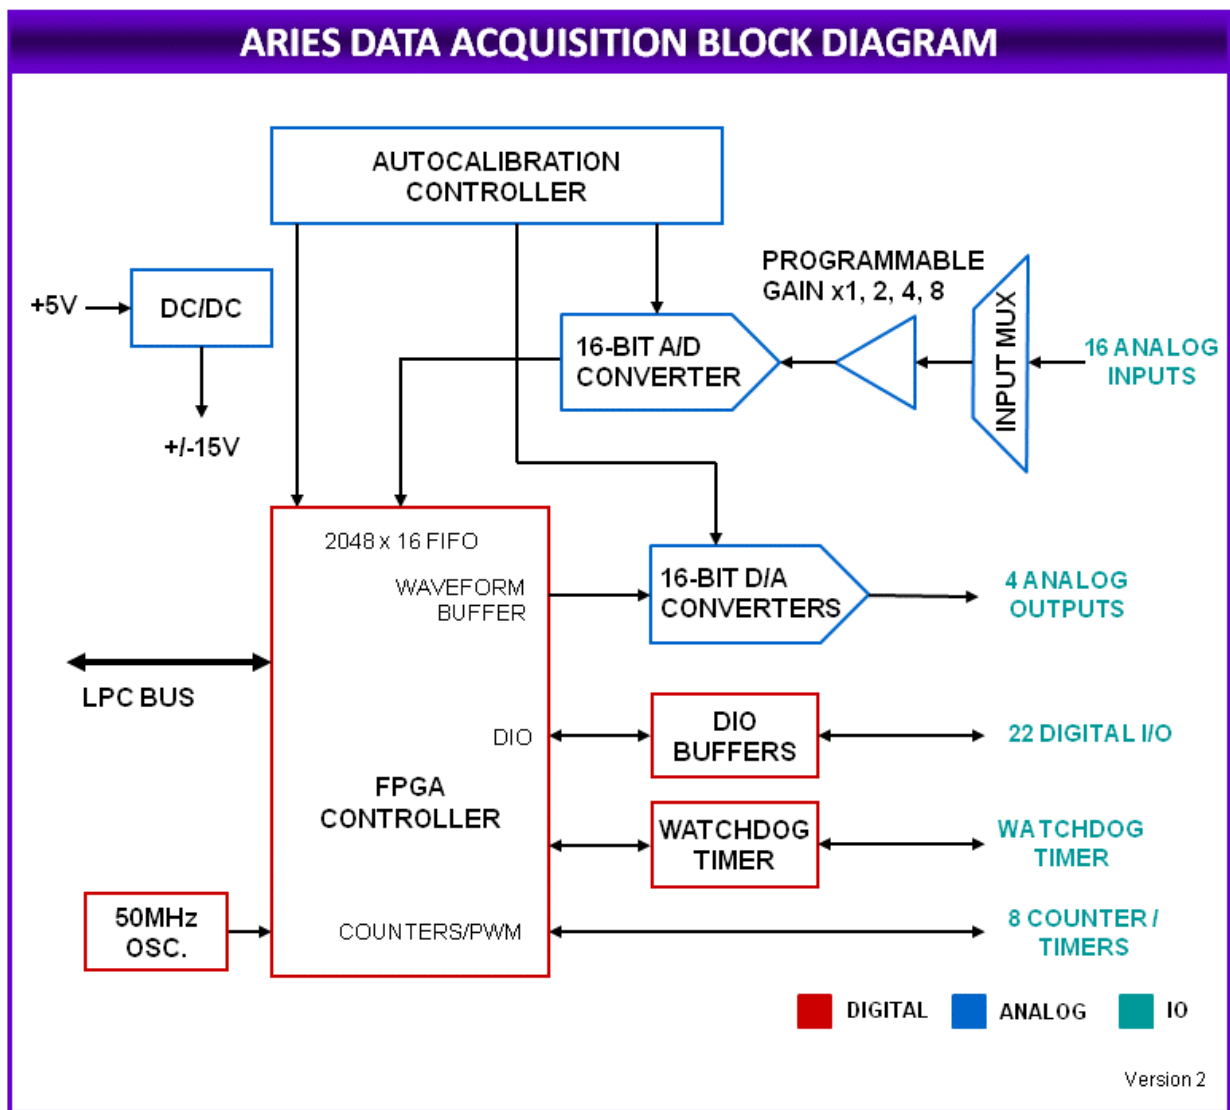 ARIES DATA ACQUISITION BLOCK DIAGRAM
AUTOCALIBRATION
CONTROLLER
PROGRAMMABLE
GAIN x1, 2, 4, 8
+5V
DC/DC
+/-15V
16-BIT A/D
CONVERTER
INPUT MUX
16 ANALOG
INPUTS
2048 x 16 FIFO
WAVEFORM
BUFFER
16-BIT D/A
CONVERTERS
4 ANALOG
OUTPUTS
LPC BUS
DIO
DIO
BUFFERS
22 DIGITAL I/O
FPGA
CONTROLLER
WATCHDOG
TIMER
WATCHDOG
TIMER
50MHz
OSC.
COUNTERS/PWM
8 COUNTER /
TIMERS
DIGITAL
ANALOG
IO
Version 2